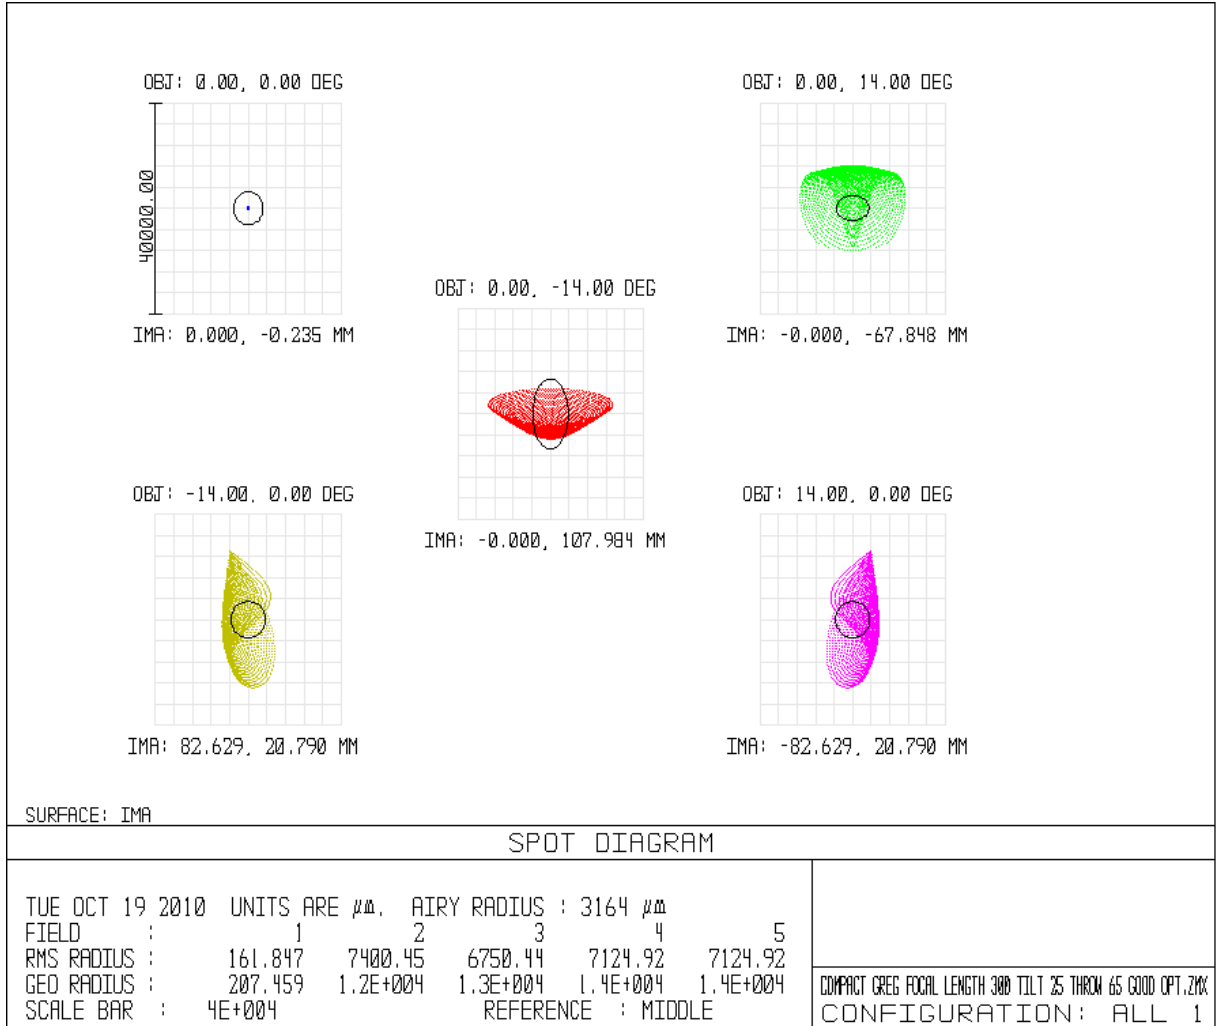 OBJ: 0.00, 0.00 DEG
OBJ: 0.00, 14.00 DEG
40000.00
IMA: 0.000, -0.235 MM
IMA: -0.000, -67.848 MM
OBJ: 0.00, -14.00 DEG
IMA: -0.000, 107.984 MM
OBJ: -14.00, 0.00 DEG
OBJ: 14.00, 0.00 DEG
IMA: 82.629, 20.790 MM
IMA: -82.629, 20.790 MM
SURFACE: IMA
SPOT DIAGRAM
TUE OCT 19 2010 UNITS ARE µm. AIRY RADIUS : 3164 µm
FIELD : 1 2 3 4 5
RMS RADIUS : 161.847 7400.45 6750.44 7124.92 7124.92
GEO RADIUS : 207.459 1.2E+004 1.3E+004 1.4E+004 1.4E+004
SCALE BAR : 4E+004 REFERENCE : MIDDLE
COMPACT GREG FOCAL LENGTH 300 TILT 25 THROW 65 GOOD OPT.ZMX
CONFIGURATION: ALL 1